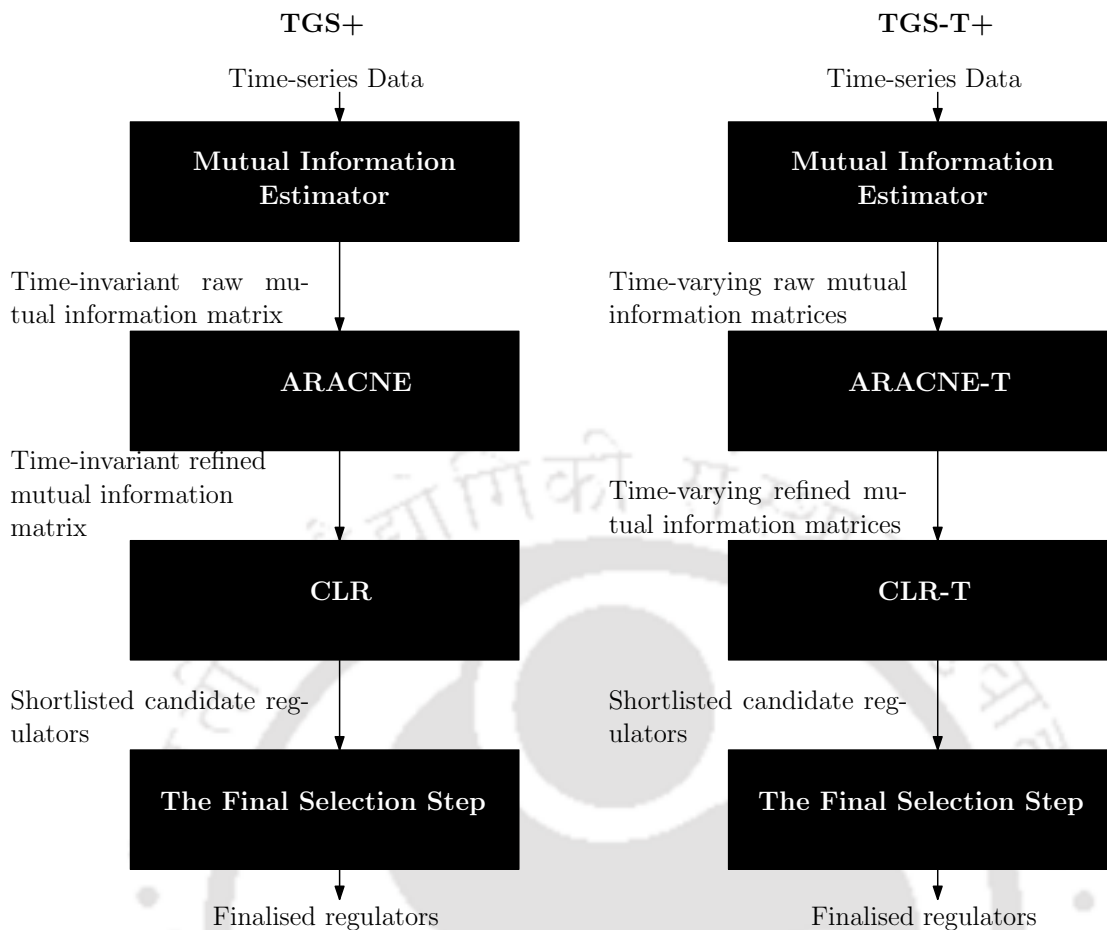 TGS+
Time-series Data
Mutual Information
Estimator
Time-invariant raw mu-
tual information matrix
ARACNE
Time-invariant refined
mutual information
matrix
CLR
Shortlisted candidate reg-
ulators
The Final Selection Step
Finalised regulators
TGS-T+
Time-series Data
Mutual Information
Estimator
Time-varying raw mutual
information matrices
ARACNE-T
Time-varying refined mu-
tual information matrices
CLR-T
Shortlisted candidate reg-
ulators
The Final Selection Step
Finalised regulators